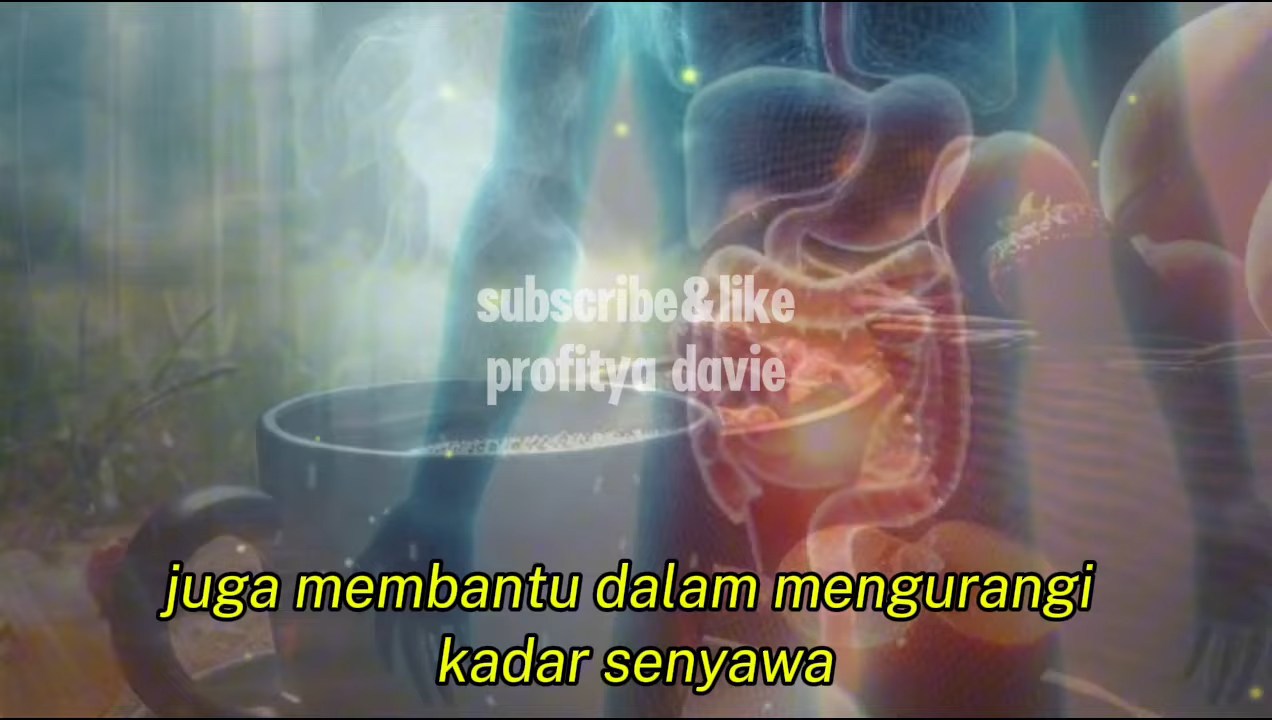 subscribe&like
profitya davie
juga membantu dalam mengurangi
kadar senyawa